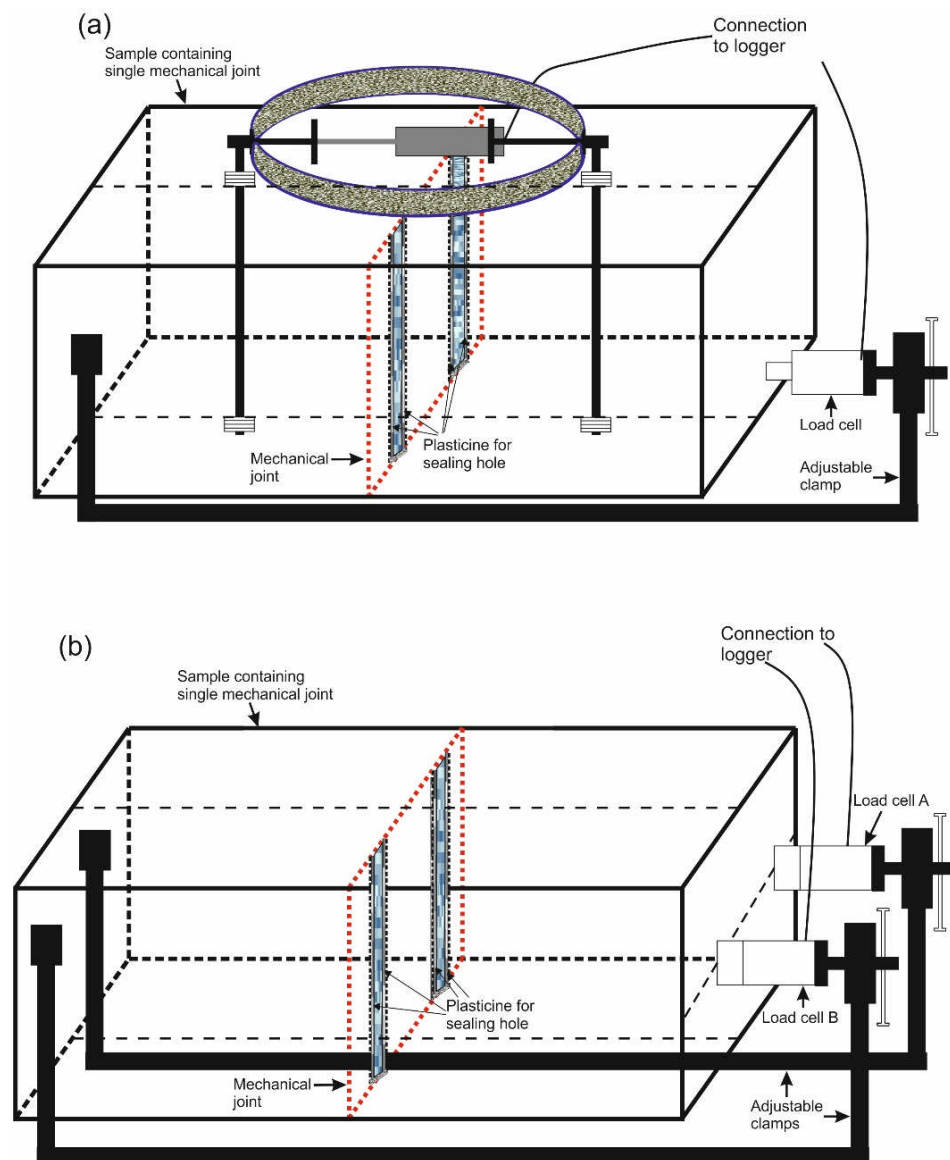 (a)
Connection
to logger
Sample containing
single mechanical joint
Load cell
Plasticine for
sealing hole
Mechanical
joint
Adjustable
clamp
(b)
Connection to
logger
Sample containing
single mechanical joint
Load cell A
Plasticine for
sealing hole
Load cell B
Mechanical
joint
Adjustable
clamps